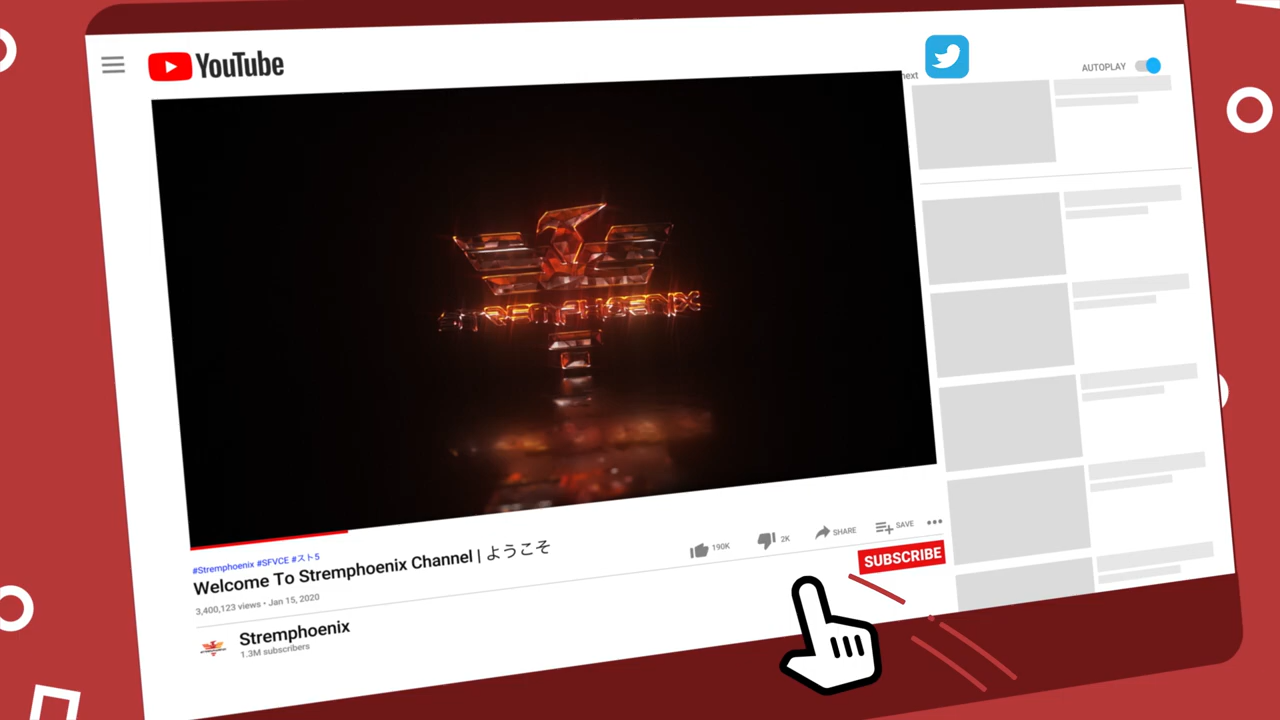 YouTube
next
AUTOPLAY
STREMPHOENIX
#Stremphoenix #SFVCE #スト5
Welcome To Stremphoenix Channel | ようこそ
3,400,123 views • Jan 15, 2020
190K
2K
SHARE
SAVE
SUBSCRIBE
Stremphoenix
1.3M subscribers